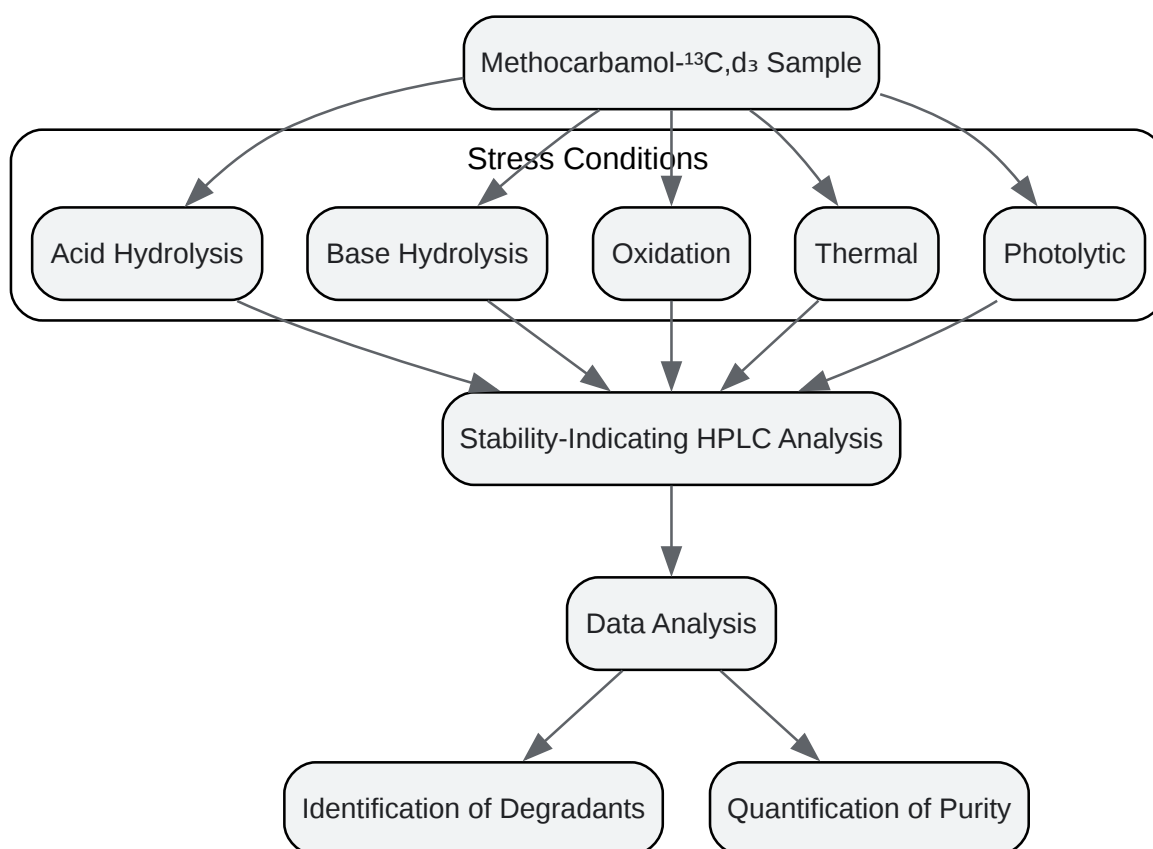 Methocarbamol-¹³C,d₃ Sample
Stress Conditions
Acid Hydrolysis
Base Hydrolysis
Oxidation
Thermal
Photolytic
Stability-Indicating HPLC Analysis
Data Analysis
Identification of Degradants
Quantification of Purity